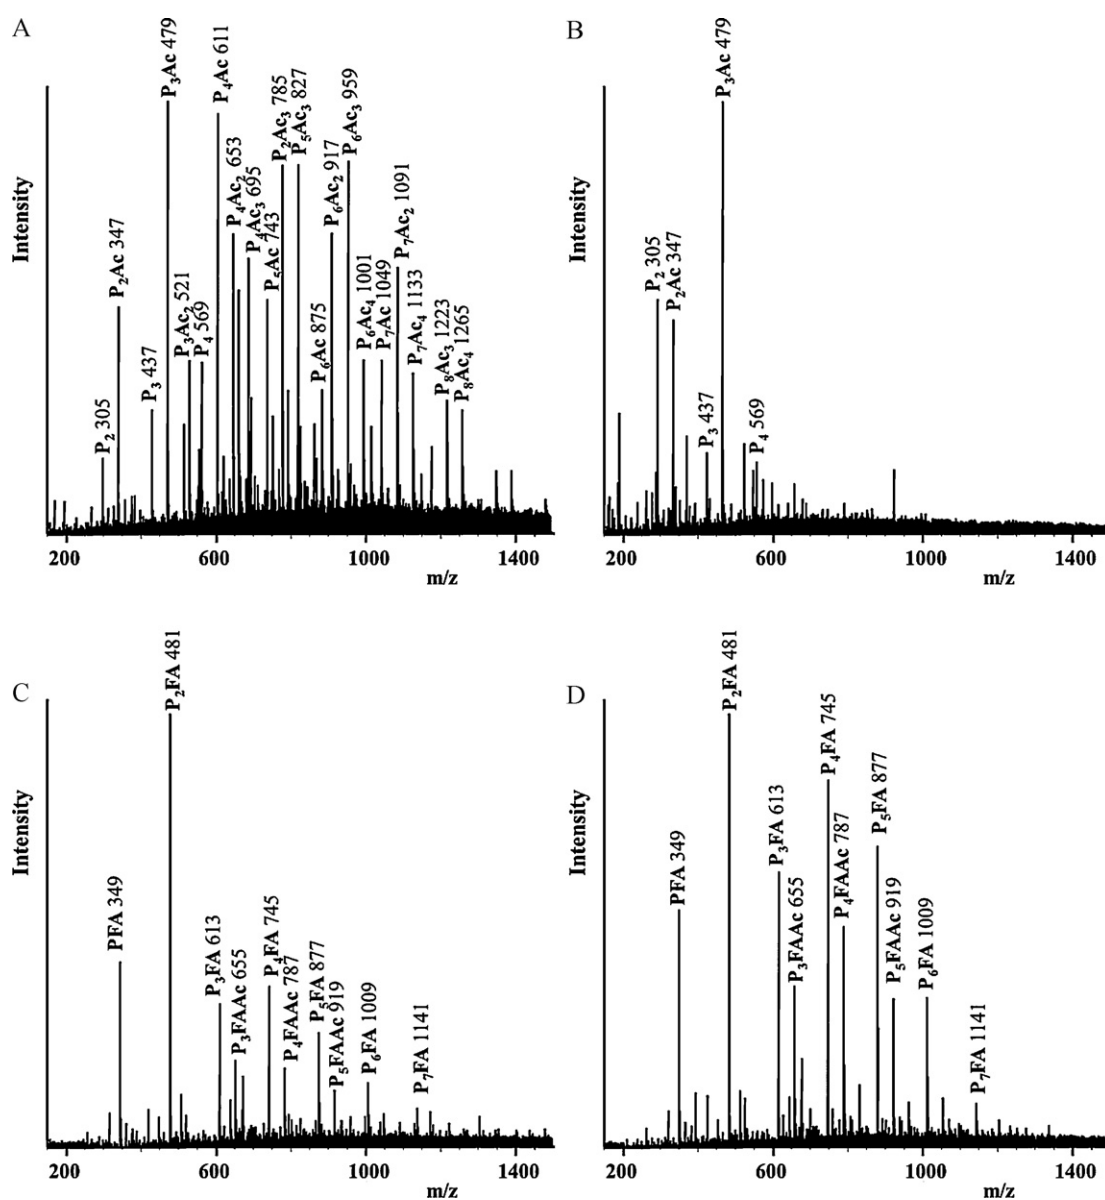 A
Intensity
P₂ 305
P₂Ac 347
P₃ 437
P₃Ac 479
P₃Ac₂ 521
P₄ 569
P₄Ac 611
P₄Ac₂ 653
P₄Ac₃ 695
P₅Ac 743
P₂Ac₃ 785
P₅Ac₃ 827
P₆Ac 875
P₆Ac₂ 917
P₆Ac₃ 959
P₆Ac₄ 1001
P₇Ac 1049
P₇Ac₂ 1091
P₇Ac₄ 1133
P₈Ac₃ 1223
P₈Ac₄ 1265
200 600 1000 1400
m/z
B
Intensity
P₂ 305
P₂Ac 347
P₃ 437
P₃Ac 479
P₄ 569
200 600 1000 1400
m/z
C
Intensity
PFA 349
P₂FA 481
P₃FA 613
P₃FAAc 655
P₄FA 745
P₄FAAc 787
P₅FA 877
P₅FAAc 919
P₆FA 1009
P₇FA 1141
200 600 1000 1400
m/z
D
Intensity
PFA 349
P₂FA 481
P₃FA 613
P₃FAAc 655
P₄FA 745
P₄FAAc 787
P₅FA 877
P₅FAAc 919
P₆FA 1009
P₇FA 1141
200 600 1000 1400
m/z